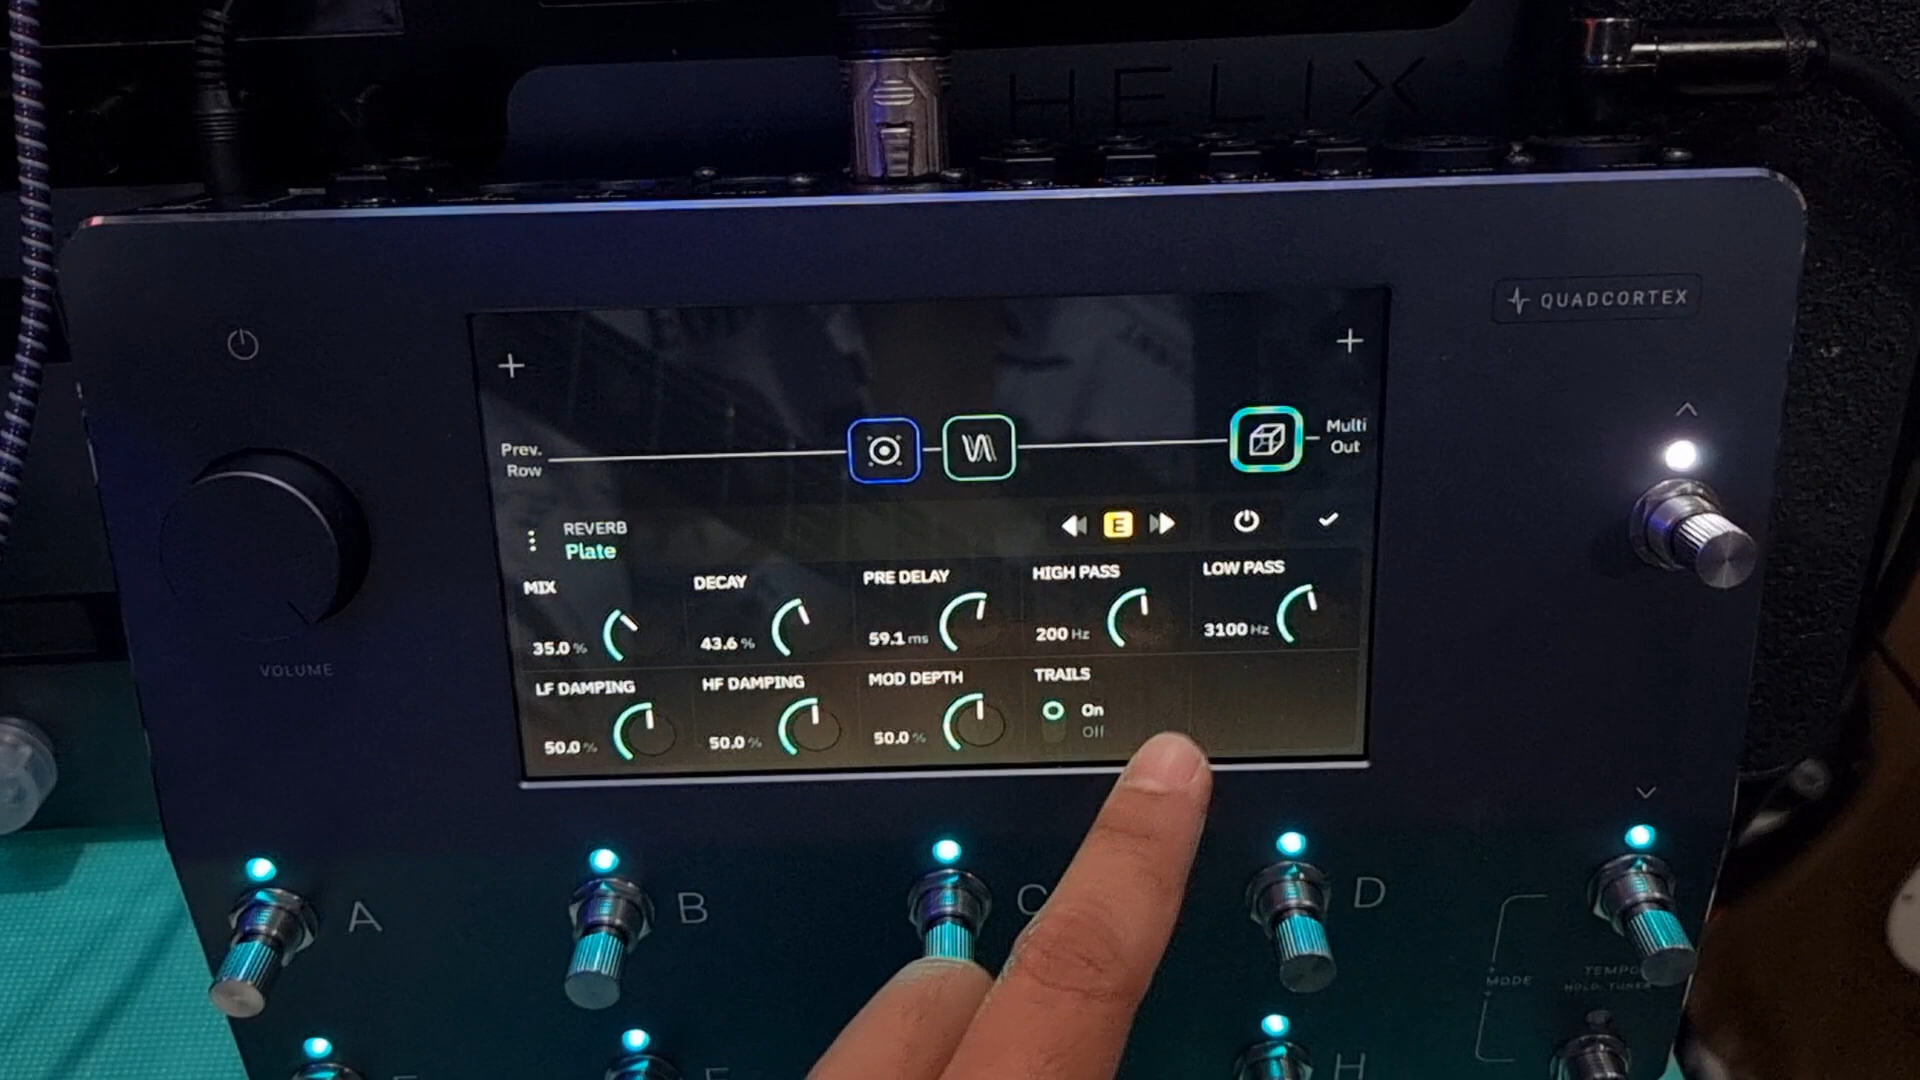 HELIX
QUADCORTEX
Prev.
Row
Multi
Out
REVERB
Plate
E
MIX
35.0 %
DECAY
43.6 %
PRE DELAY
59.1 ms
HIGH PASS
200 Hz
LOW PASS
3100 Hz
LF DAMPING
50.0 %
HF DAMPING
50.0 %
MOD DEPTH
50.0 %
TRAILS
On
Off
VOLUME
A
B
C
D
MODE
TEMPO
HOLD: TUNER
H